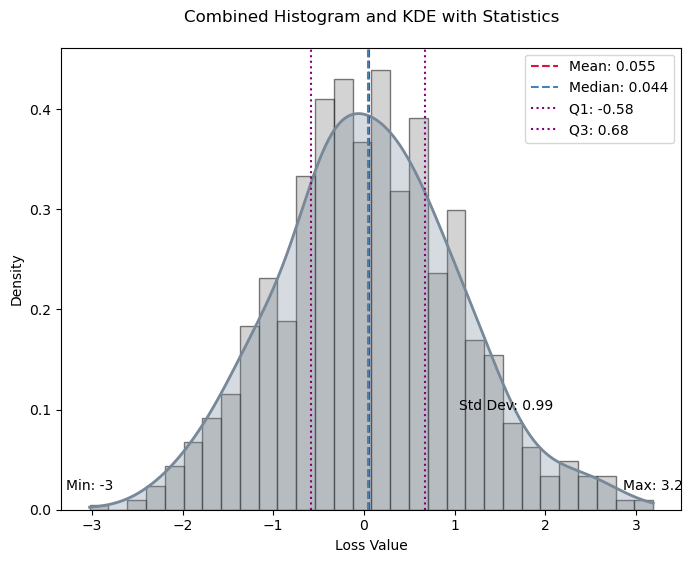 Combined Histogram and KDE with Statistics
Mean: 0.055
Median: 0.044
Q1: -0.58
Q3: 0.68
Density
0.4
0.3
0.2
0.1
0.0
Std Dev: 0.99
Min: -3
Max: 3.2
−3
−2
−1
0
1
2
3
Loss Value